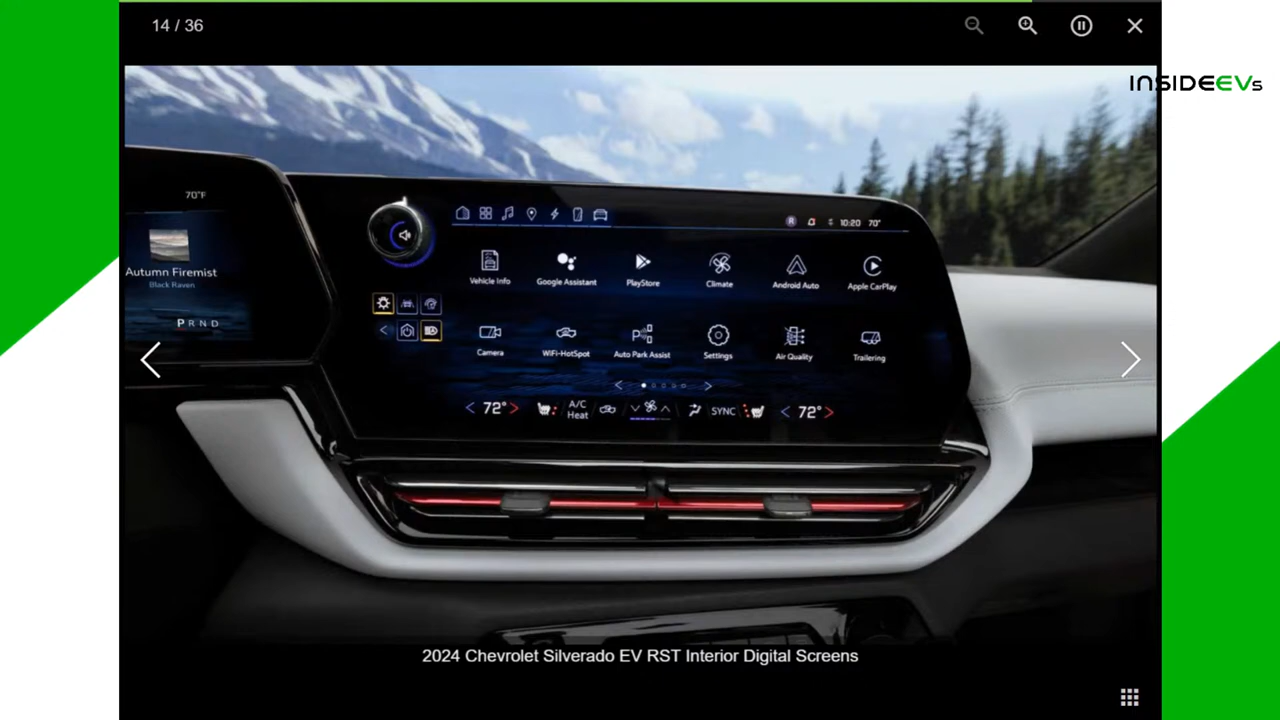 14 / 36
INSIDEEVs
70°F
Autumn Firemist
Black Raven
P R N D
R
10:20 70°
Vehicle Info
Google Assistant
PlayStore
Climate
Android Auto
Apple CarPlay
Camera
WiFi-HotSpot
Auto Park Assist
Settings
Air Quality
Trailering
72°
A/C
Heat
SYNC
72°
2024 Chevrolet Silverado EV RST Interior Digital Screens